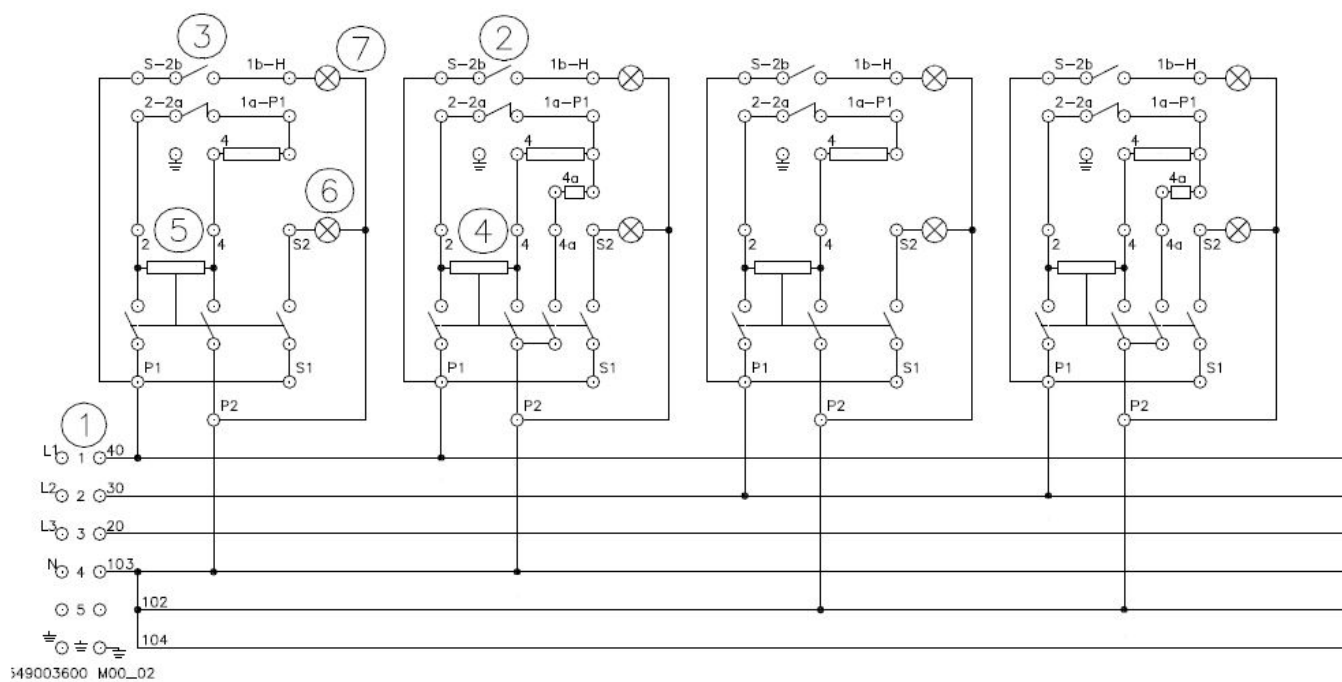 3 7 2
S-2b 1b-H S-2b 1b-H S-2b 1b-H S-2b 1b-H
2-2a 1a-P1 2-2a 1a-P1 2-2a 1a-P1 2-2a 1a-P1
4 4 4 4
4a 4a
6
5 4
2 4 S2 2 4 4a S2 2 4 S2 2 4 4a S2
P1 S1 P1 S1 P1 S1 P1 S1
P2 P2 P2 P2
1
L1 1 40
L2 2 30
L3 3 20
N 4 103
5 102
104
549003600 M00_02